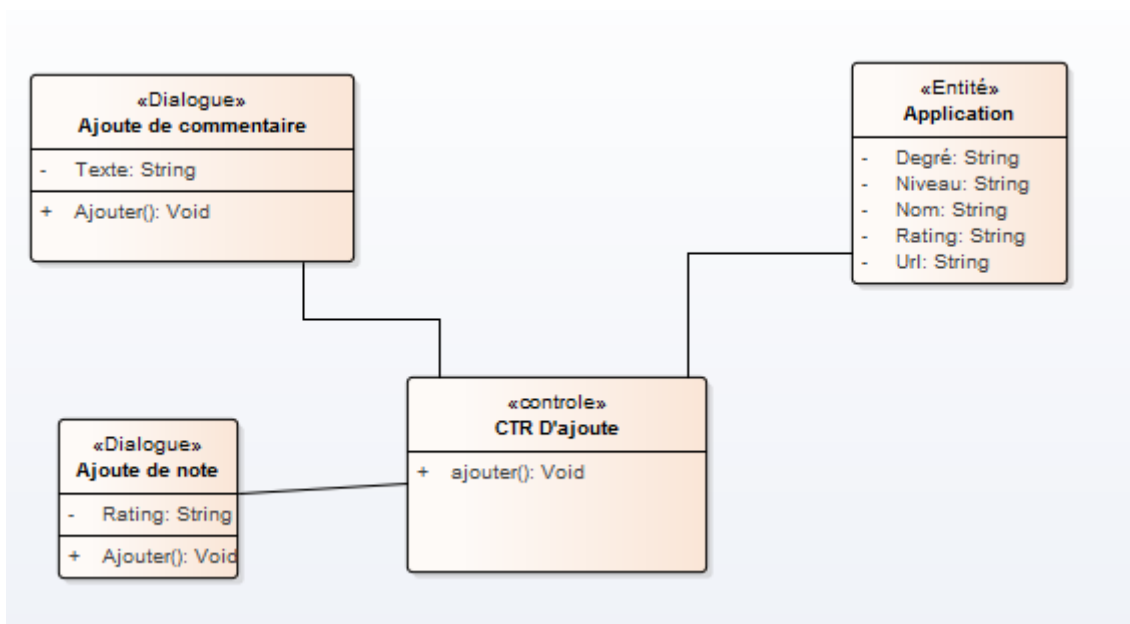 «Dialogue»
Ajoute de commentaire
- Texte: String
+ Ajouter(): Void
«Entité»
Application
- Degré: String
- Niveau: String
- Nom: String
- Rating: String
- Url: String
«controle»
CTR D'ajoute
+ ajouter(): Void
«Dialogue»
Ajoute de note
- Rating: String
+ Ajouter(): Void